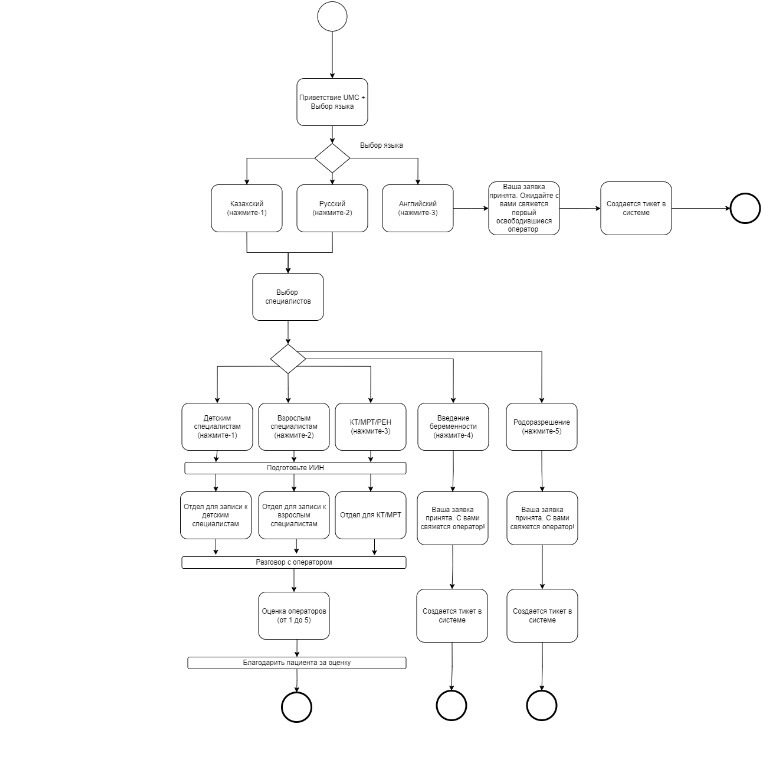 Приветствие UMC +
Выбор языка
Выбор языка
Казахский
(нажмите-1)
Русский
(нажмите-2)
Английский
(нажмите-3)
Ваша заявка
принята. Ожидайте с
вами свяжется
первый
освободившиеся
оператор
Создается тикет в
системе
Выбор
специалистов
Детским
специалистам
(нажмите-1)
Взрослым
специалистам
(нажмите-2)
КТ/МРТ/РЕН
(нажмите-3)
Введение
беременности
(нажмите-4)
Родоразрешение
(нажмите-5)
Подготовьте ИИН
Отдел для записи к
детским
специалистам
Отдел для записи к
взрослым
специалистам
Отдел для КТ/МРТ
Ваша заявка
принята. С вами
свяжется оператор!
Ваша заявка
принята. С вами
свяжется оператор!
Разговор с оператором
Оценка операторов
(от 1 до 5)
Создается тикет в
системе
Создается тикет в
системе
Благодарить пациента за оценку